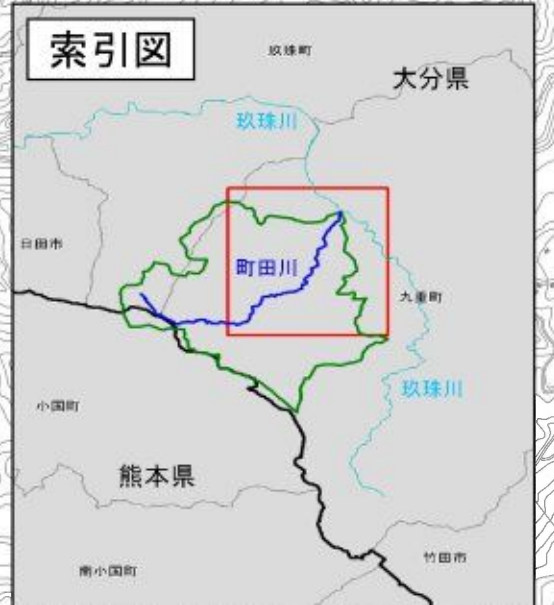 索引図
玖珠町
大分県
玖珠川
日田市
町田川
九重町
玖珠川
小国町
熊本県
竹田市
南小国町